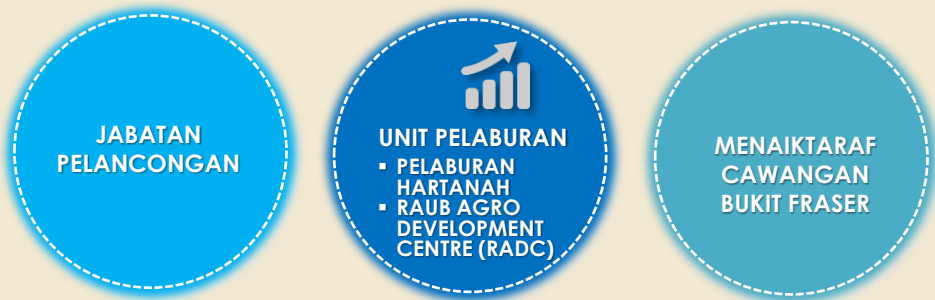 JABATAN
PELANCONGAN
UNIT PELABURAN
▪ PELABURAN
HARTANAH
▪ RAUB AGRO
DEVELOPMENT
CENTRE (RADC)
MENAIKTARAF
CAWANGAN
BUKIT FRASER